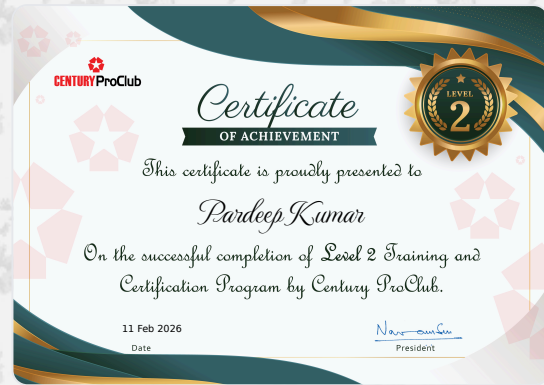 CENTURY ProClub
LEVEL
2
Certificate
OF ACHIEVEMENT
This certificate is proudly presented to
Pardeep Kumar
On the successful completion of Level 2 Training and
Certification Program by Century ProClub.
11 Feb 2026
Date
President